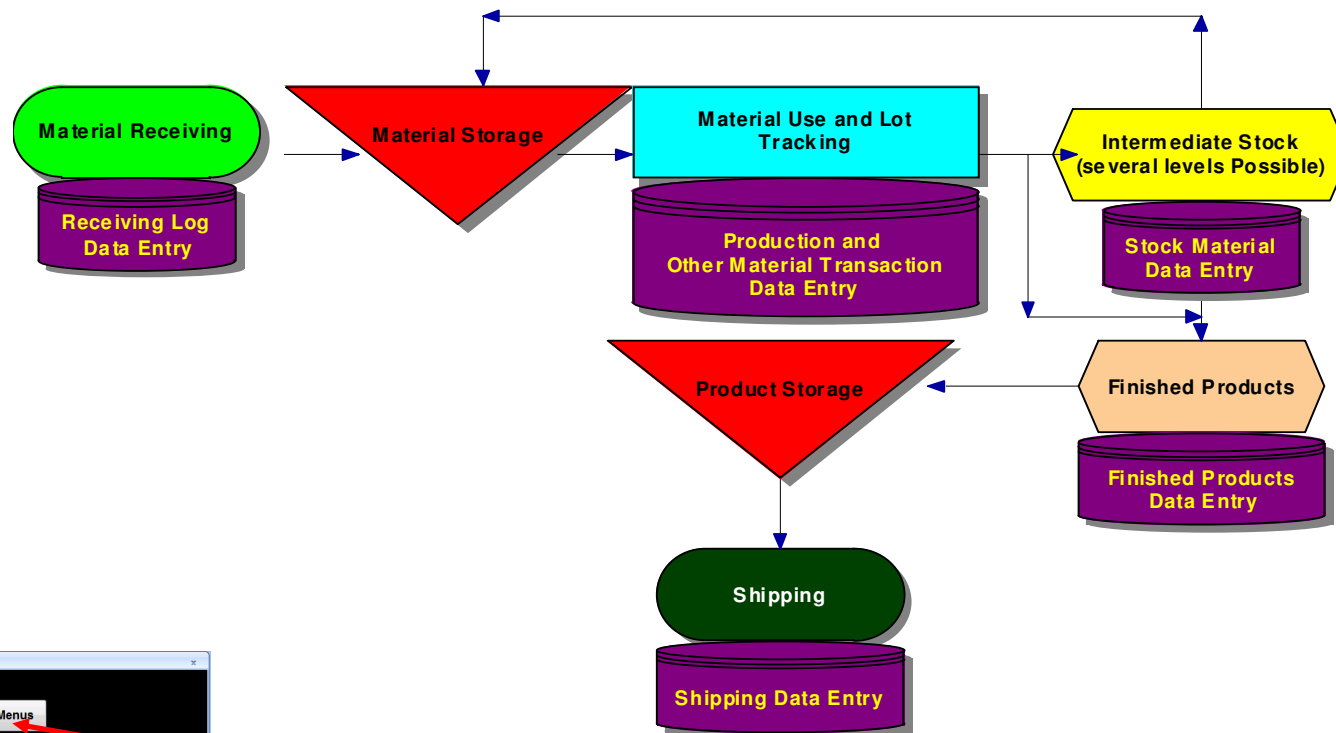 Material Receiving
Receiving Log
Data Entry
Material Storage
Material Use and Lot
Tracking
Production and
Other Material Transaction
Data Entry
Intermediate Stock
(several levels Possible)
Stock Material
Data Entry
Finished Products
Finished Products
Data Entry
Product Storage
Shipping
Shipping Data Entry
x
Menus